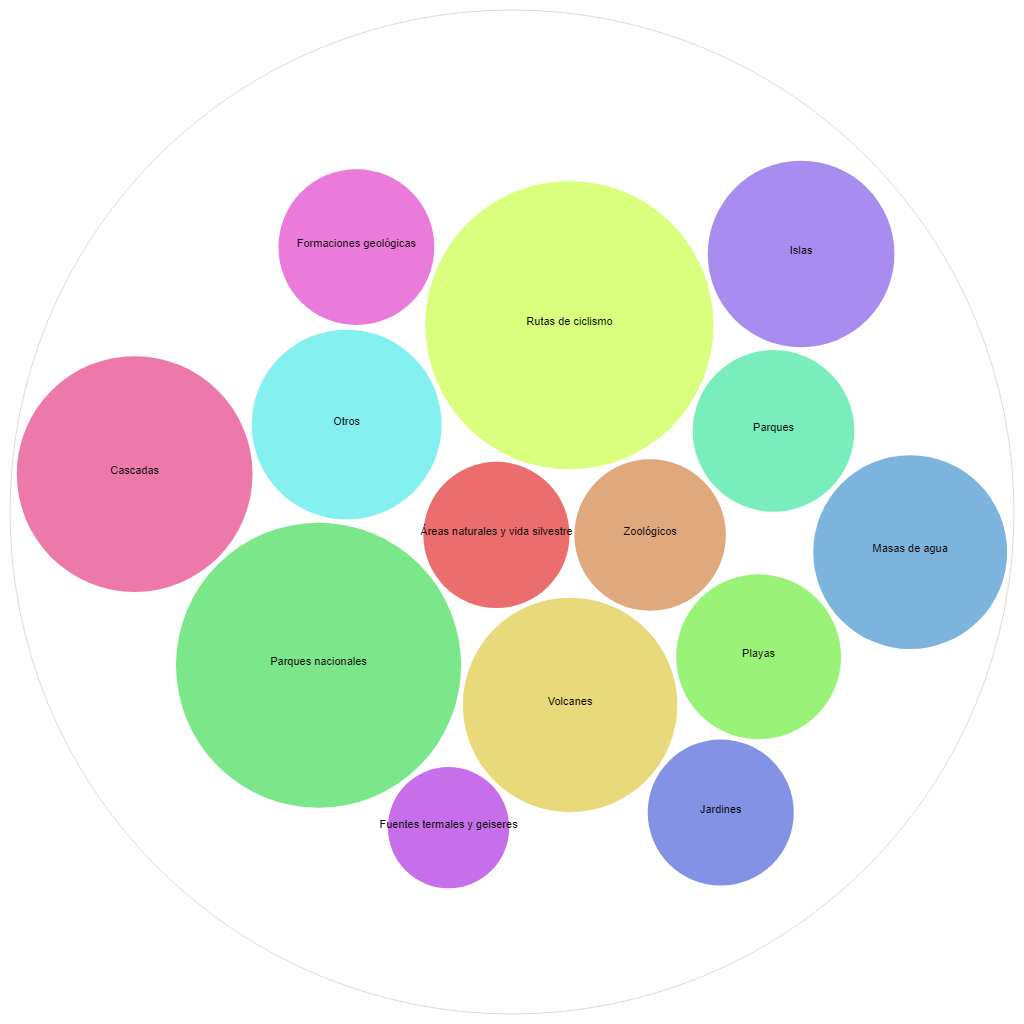 Formaciones geológicas
Islas
Rutas de ciclismo
Otros
Parques
Cascadas
Áreas naturales y vida silvestre
Zoológicos
Masas de agua
Parques nacionales
Playas
Volcanes
Jardines
Fuentes termales y geiseres